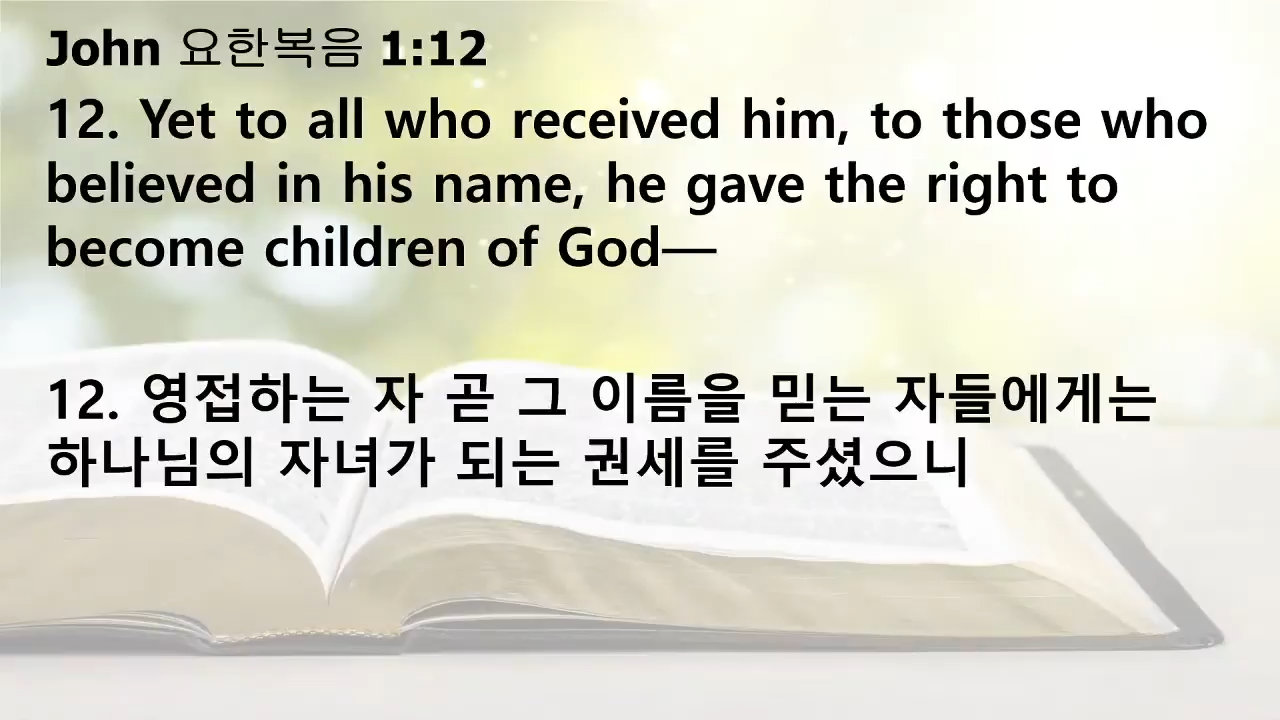 John 요한복음 1:12
12. Yet to all who received him, to those who
believed in his name, he gave the right to
become children of God—
12. 영접하는 자 곧 그 이름을 믿는 자들에게는
하나님의 자녀가 되는 권세를 주셨으니